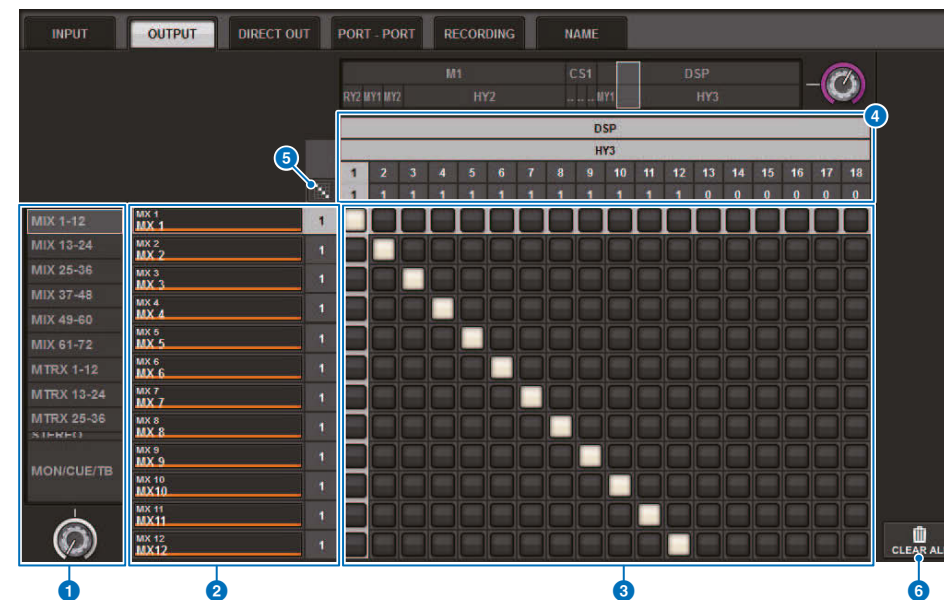 INPUT OUTPUT DIRECT OUT PORT - PORT RECORDING NAME
M1 CS1 DSP
RY2 MY1 MY2 HY2 .. .. .. MY1 HY3
4
DSP
HY3
5
1 2 3 4 5 6 7 8 9 10 11 12 13 14 15 16 17 18
1 1 1 1 1 1 1 1 1 1 1 1 0 0 0 0 0 0
MIX 1-12
MIX 13-24
MIX 25-36
MIX 37-48
MIX 49-60
MIX 61-72
MTRX 1-12
MTRX 13-24
MTRX 25-36
STEREO
MON/CUE/TB
MX 1
MX 1 1
MX 2
MX 2 1
MX 3
MX 3 1
MX 4
MX 4 1
MX 5
MX 5 1
MX 6
MX 6 1
MX 7
MX 7 1
MX 8
MX 8 1
MX 9
MX 9 1
MX 10
MX10 1
MX 11
MX11 1
MX 12
MX12 1
CLEAR AL
1 2 3 6